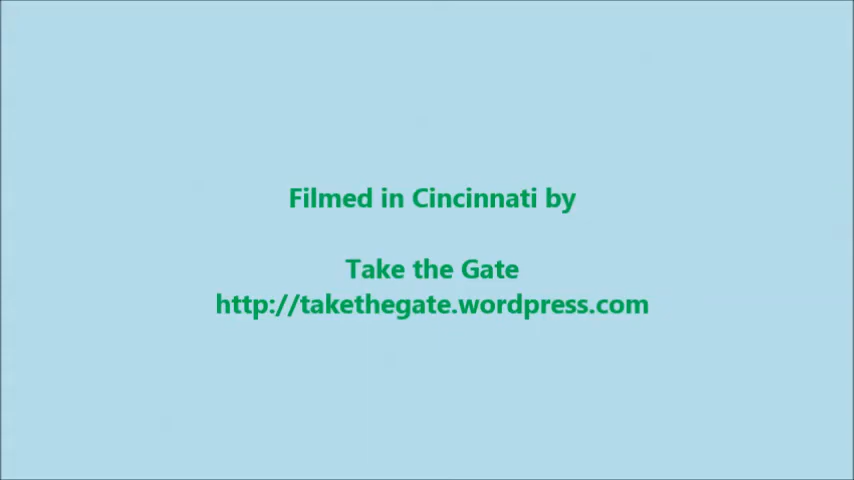 Filmed in Cincinnati by
Take the Gate
http://takethegate.wordpress.com